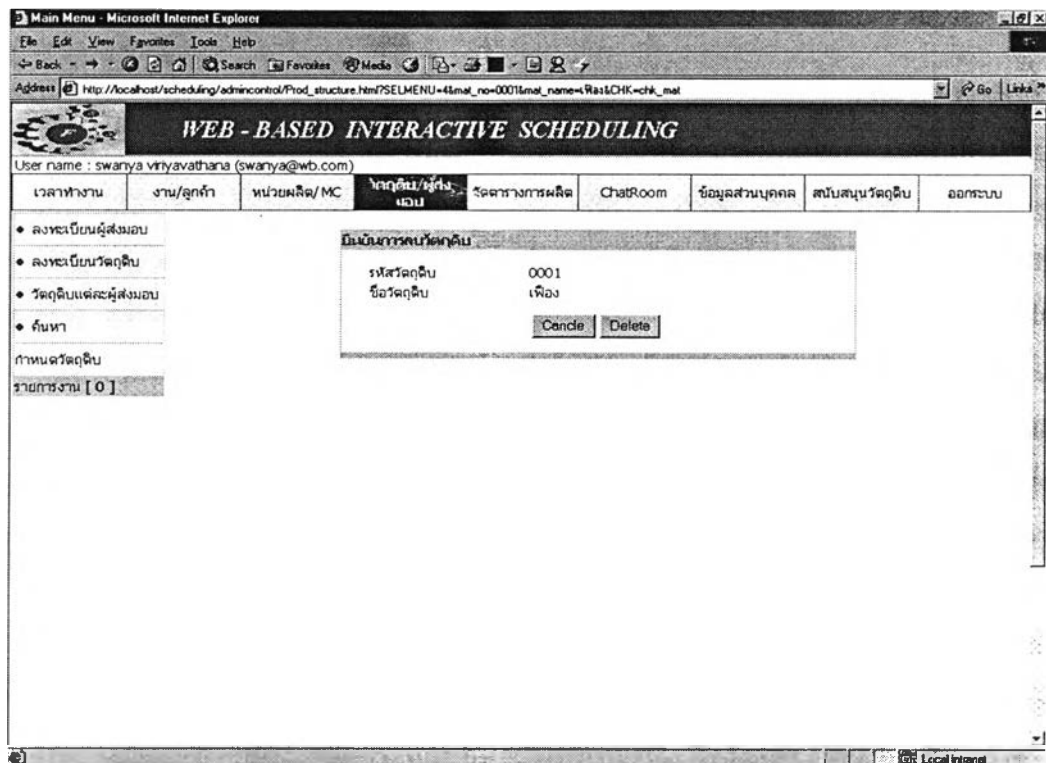 Main Menu - Microsoft Internet Explorer
File Edit View Favorites Tools Help
Back Search Favorites Media
Address http://localhost/scheduling/admincontrol/Prod_structure.html?SELMENU=4&mat_no=0001&mat_name=เฟือง&CHK=chk_mat Go Links
WEB - BASED INTERACTIVE SCHEDULING
User name : swanya viriyavathana (swanya@wb.com)
เวลาทำงาน งาน/ลูกค้า หน่วยผลิต/ MC วัตถุดิบ/ผู้ส่งมอบ จัดตารางการผลิต ChatRoom ข้อมูลส่วนบุคคล สนับสนุนวัตถุดิบ ออกระบบ
ลงทะเบียนผู้ส่งมอบ
ลงทะเบียนวัตถุดิบ
วัตถุดิบแต่ละผู้ส่งมอบ
ค้นหา
กำหนดวัตถุดิบ
รายการงาน [ 0 ]
ยืนยันการลบวัตถุดิบ
รหัสวัตถุดิบ 0001
ชื่อวัตถุดิบ เฟือง
Cancle Delete
Local intranet